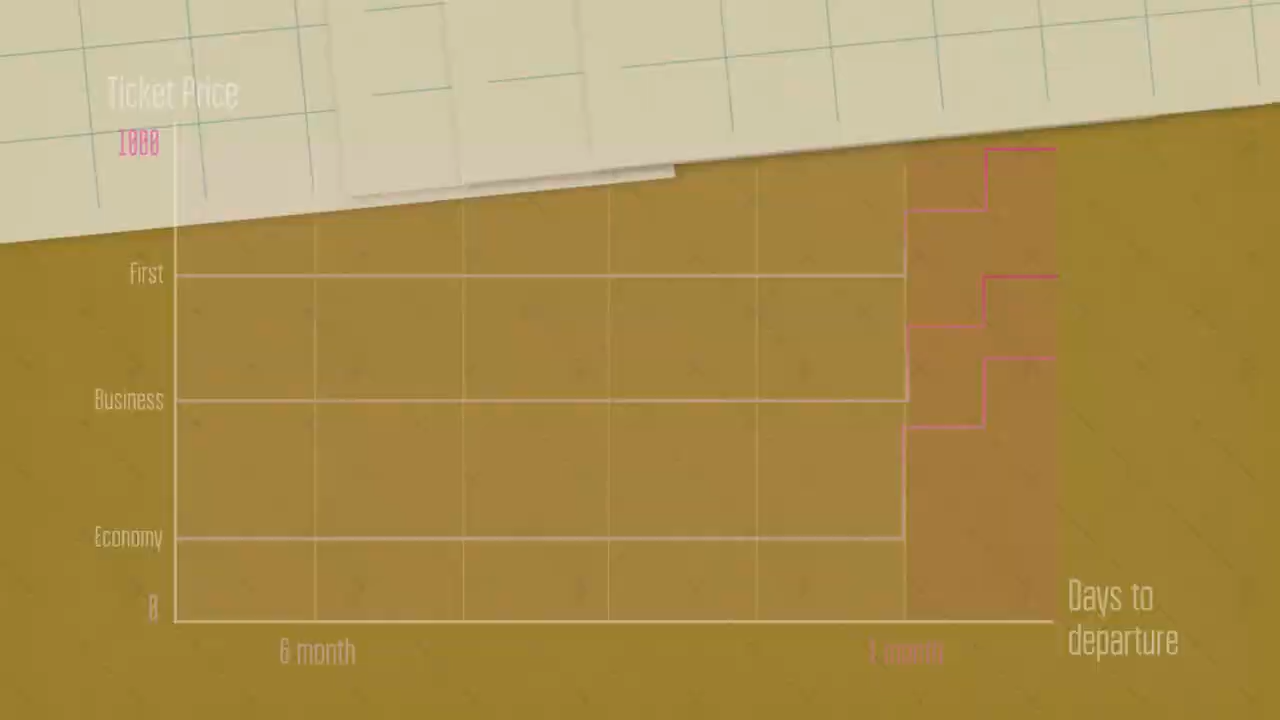 Ticket Price
1000
First
Business
Economy
0
6 month
1 month
Days to
departure